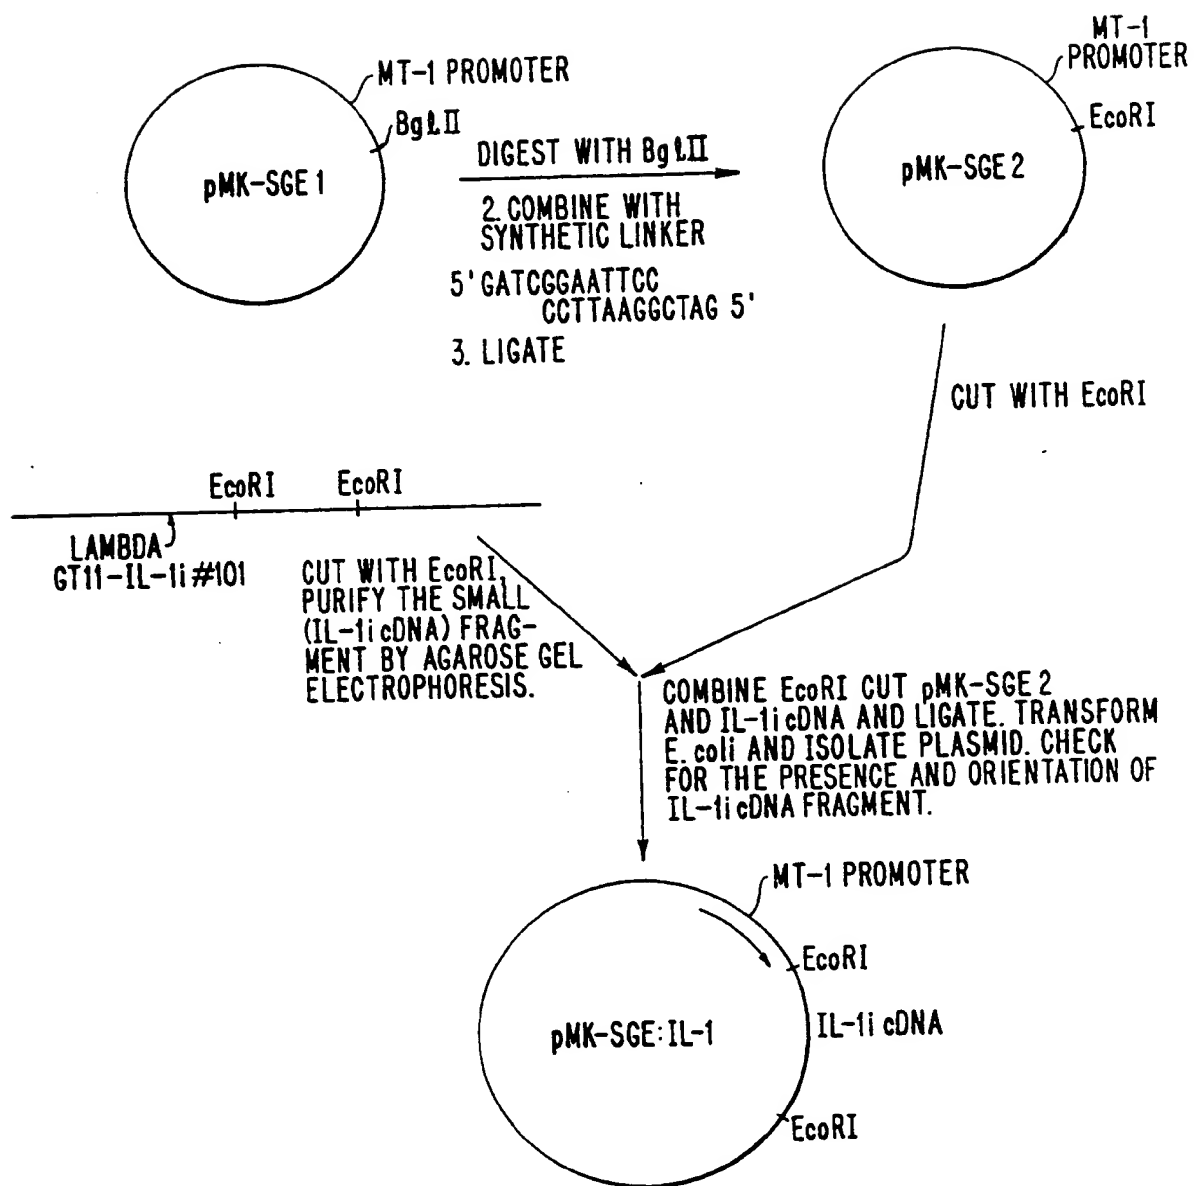 MT-1 PROMOTER
BglII
pMK-SGE 1
DIGEST WITH BglII
2. COMBINE WITH
SYNTHETIC LINKER
5' GATCGGAATTCC
CCTTAAGGCTAG 5'
3. LIGATE
MT-1
PROMOTER
EcoRI
pMK-SGE 2
CUT WITH EcoRI
EcoRI
EcoRI
LAMBDA
GT11-IL-1i#101
CUT WITH EcoRI,
PURIFY THE SMALL
(IL-1i cDNA) FRAG-
MENT BY AGAROSE GEL
ELECTROPHORESIS.
COMBINE EcoRI CUT pMK-SGE 2
AND IL-1i cDNA AND LIGATE. TRANSFORM
E. coli AND ISOLATE PLASMID. CHECK
FOR THE PRESENCE AND ORIENTATION OF
IL-1i cDNA FRAGMENT.
MT-1 PROMOTER
EcoRI
IL-1i cDNA
pMK-SGE:IL-1
EcoRI